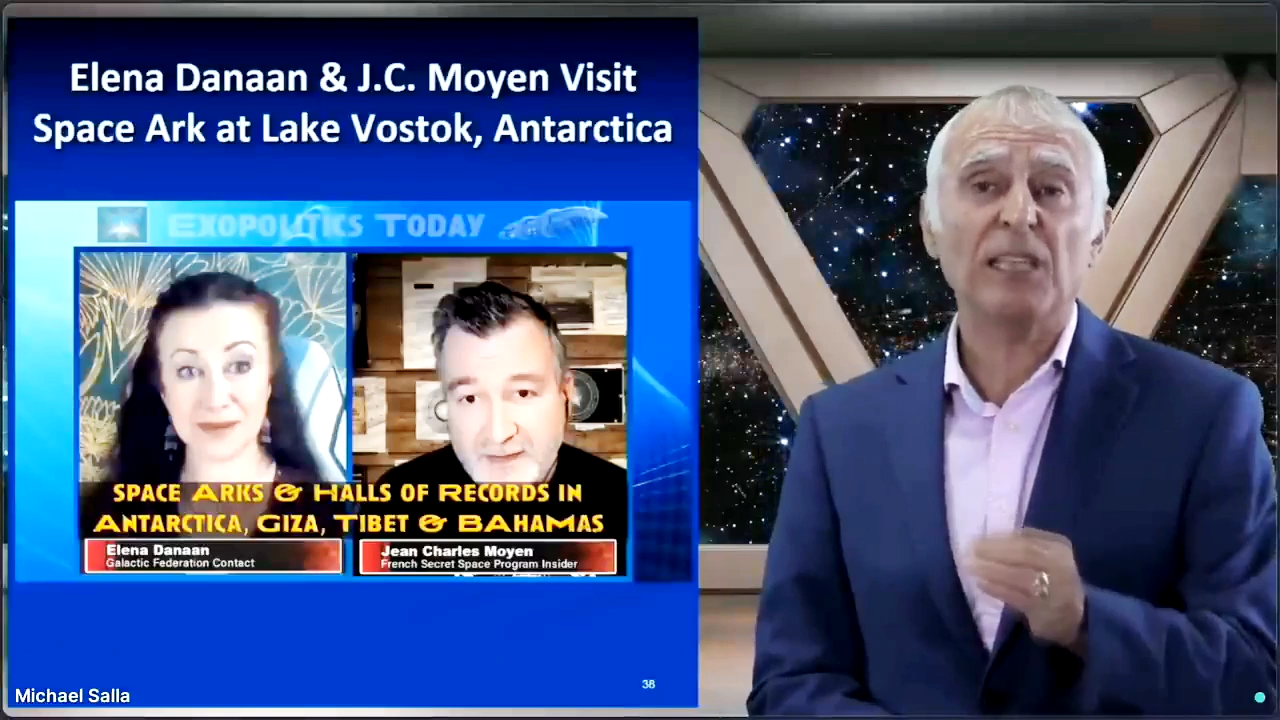 Elena Danaan & J.C. Moyen Visit
Space Ark at Lake Vostok, Antarctica
Exopolitics Today
Space Arks & Halls of Records in
Antarctica, Giza, Tibet & Bahamas
Elena Danaan
Galactic Federation Contact
Jean Charles Moyen
French Secret Space Program Insider
38
Michael Salla